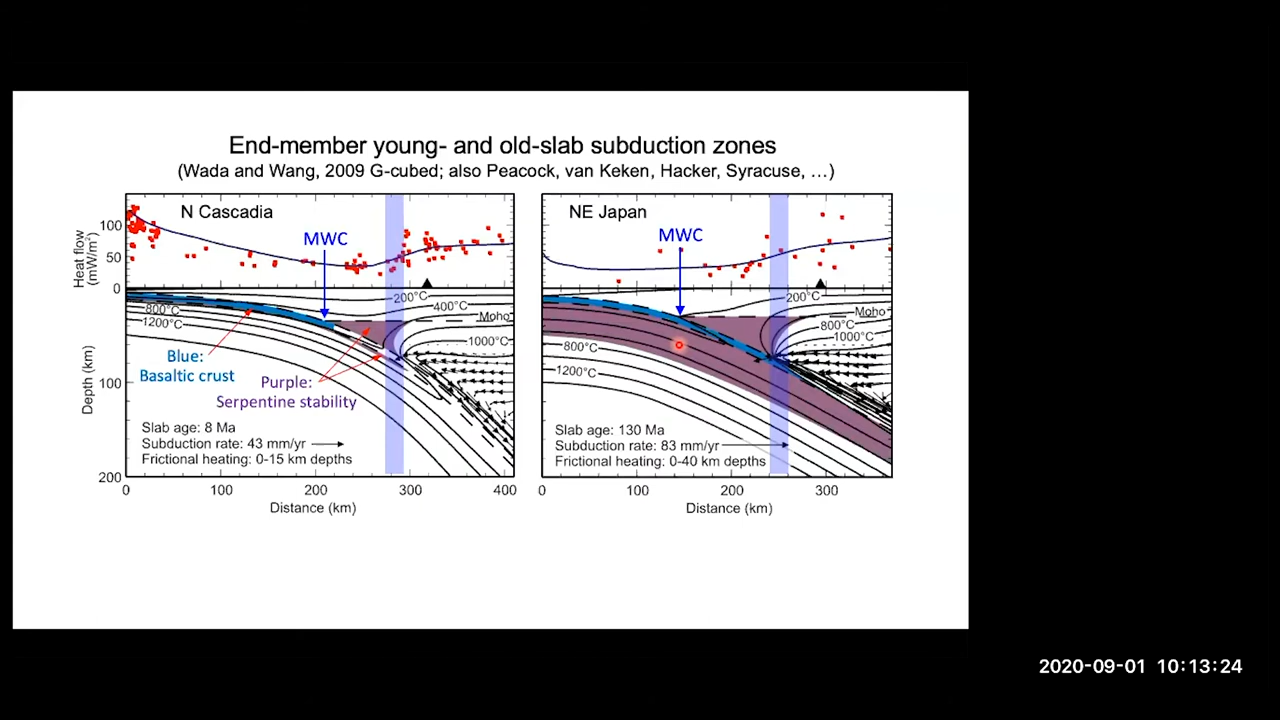 End-member young- and old-slab subduction zones
(Wada and Wang, 2009 G-cubed; also Peacock, van Keken, Hacker, Syracuse, …)
N Cascadia
Heat flow
(mW/m²)
100
50
0
MWC
200°C
400°C
Moho
800°C
1200°C
1000°C
Blue:
Basaltic crust
Purple:
Serpentine stability
Depth (km)
100
200
Slab age: 8 Ma
Subduction rate: 43 mm/yr
Frictional heating: 0-15 km depths
0
100
200
300
400
Distance (km)
NE Japan
MWC
200°C
Moho
800°C
1000°C
800°C
1200°C
Slab age: 130 Ma
Subduction rate: 83 mm/yr
Frictional heating: 0-40 km depths
0
100
200
300
Distance (km)
2020-09-01 10:13:24